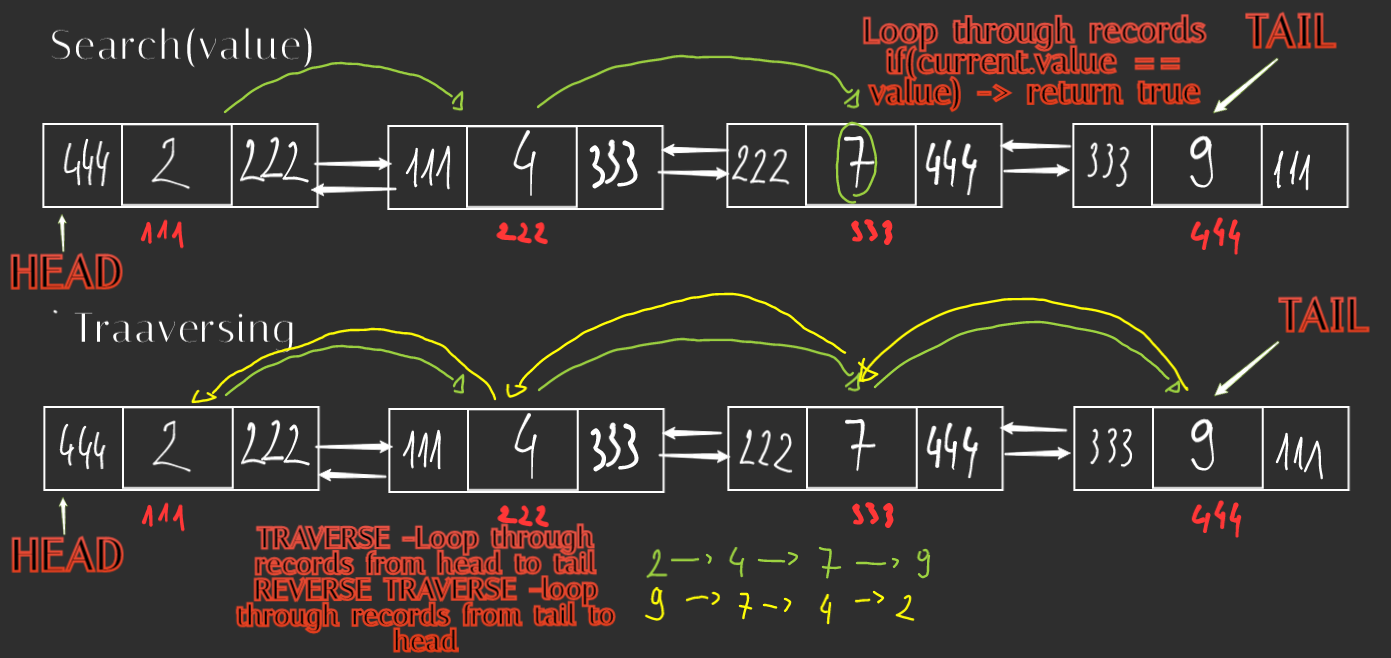 Search(value)
Loop through records
if(current.value ==
value) -> return true
TAIL
444 2 222 111 4 333 222 7 444 333 9 111
111 222 333 444
HEAD
Traaversing
TAIL
444 2 222 111 4 333 222 7 444 333 9 111
111 222 333 444
HEAD
TRAVERSE -Loop through
records from head to tail
REVERSE TRAVERSE -loop
through records from tail to
head
2 -> 4 -> 7 -> 9
9 -> 7 -> 4 -> 2